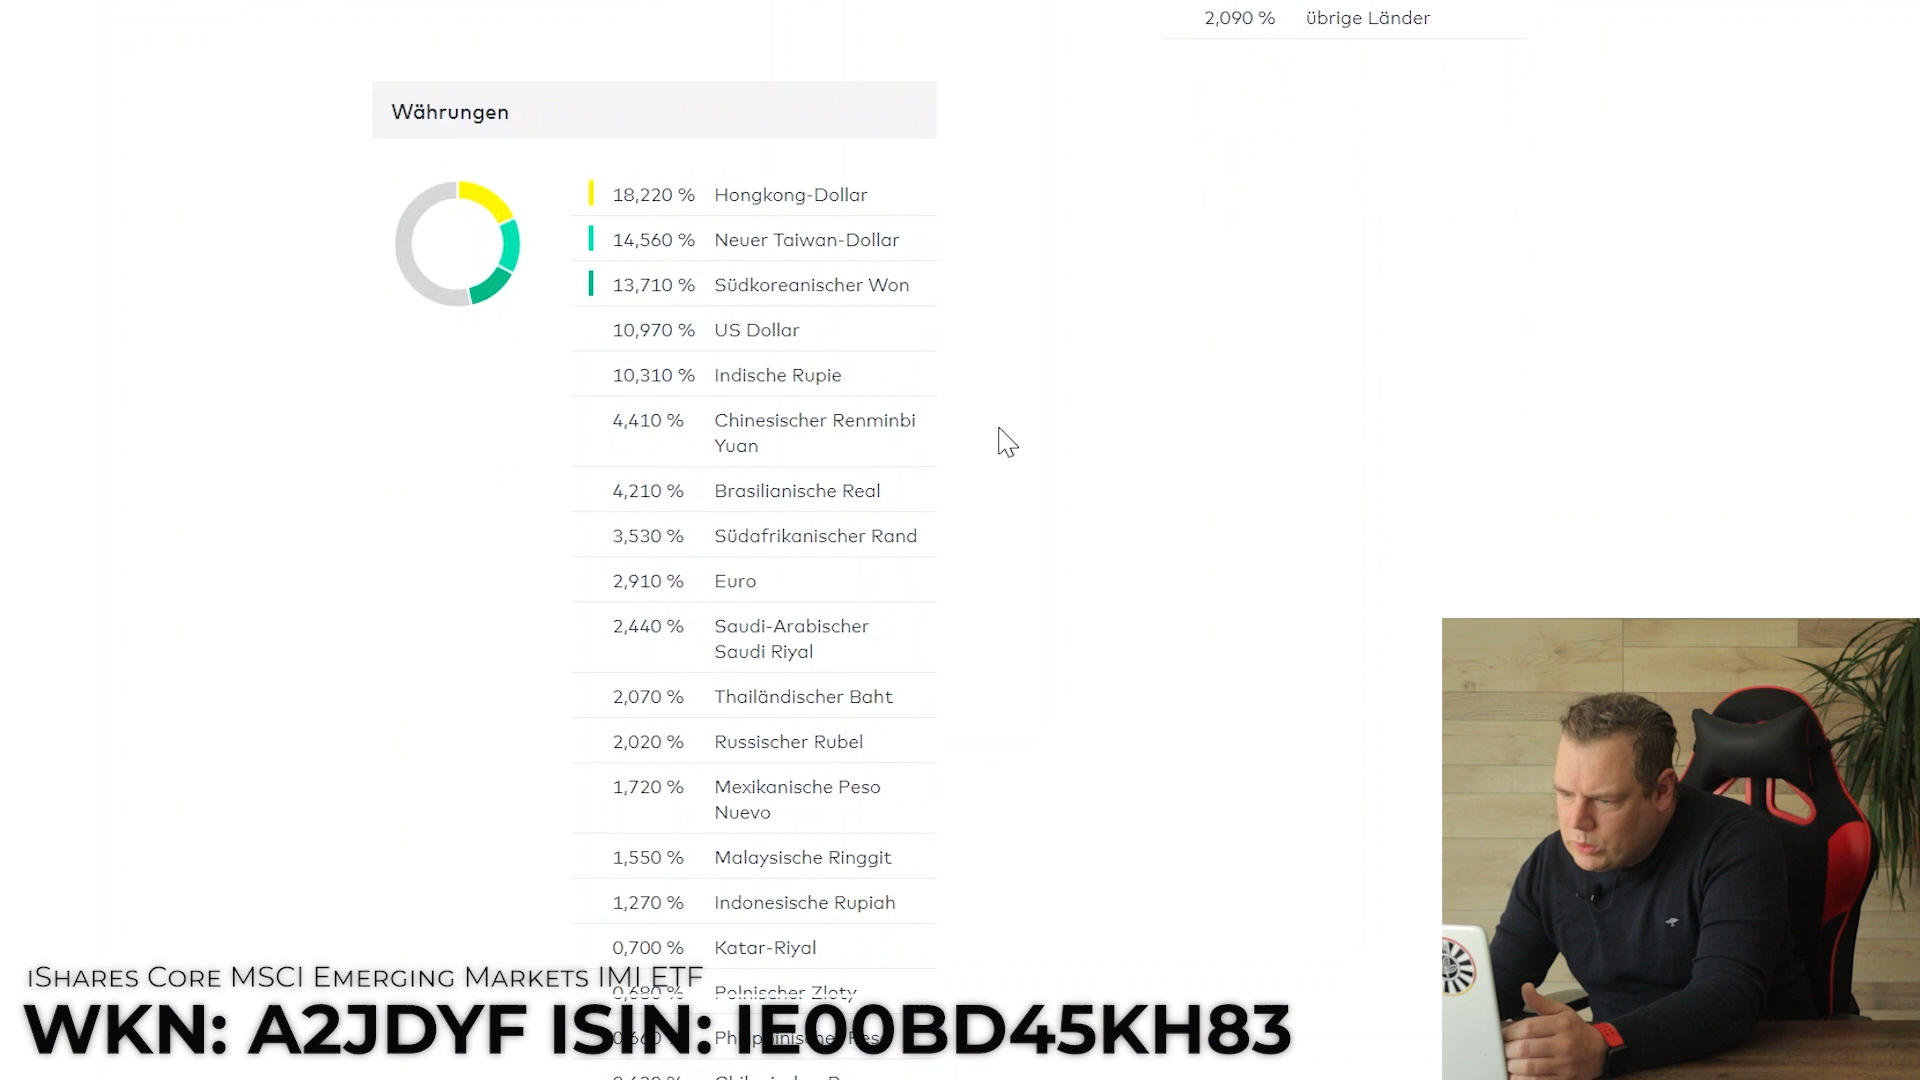 2,090 % übrige Länder
Währungen
18,220 % Hongkong-Dollar
14,560 % Neuer Taiwan-Dollar
13,710 % Südkoreanischer Won
10,970 % US Dollar
10,310 % Indische Rupie
4,410 % Chinesischer Renminbi
Yuan
4,210 % Brasilianische Real
3,530 % Südafrikanischer Rand
2,910 % Euro
2,440 % Saudi-Arabischer
Saudi Riyal
2,070 % Thailändischer Baht
2,020 % Russischer Rubel
1,720 % Mexikanische Peso
Nuevo
1,550 % Malaysische Ringgit
1,270 % Indonesische Rupiah
0,700 % Katar-Riyal
iShares Core MSCI Emerging Markets IMI ETF
0,680 % Polnischer Zloty
WKN: A2JDYF ISIN: IE00BD45KH83